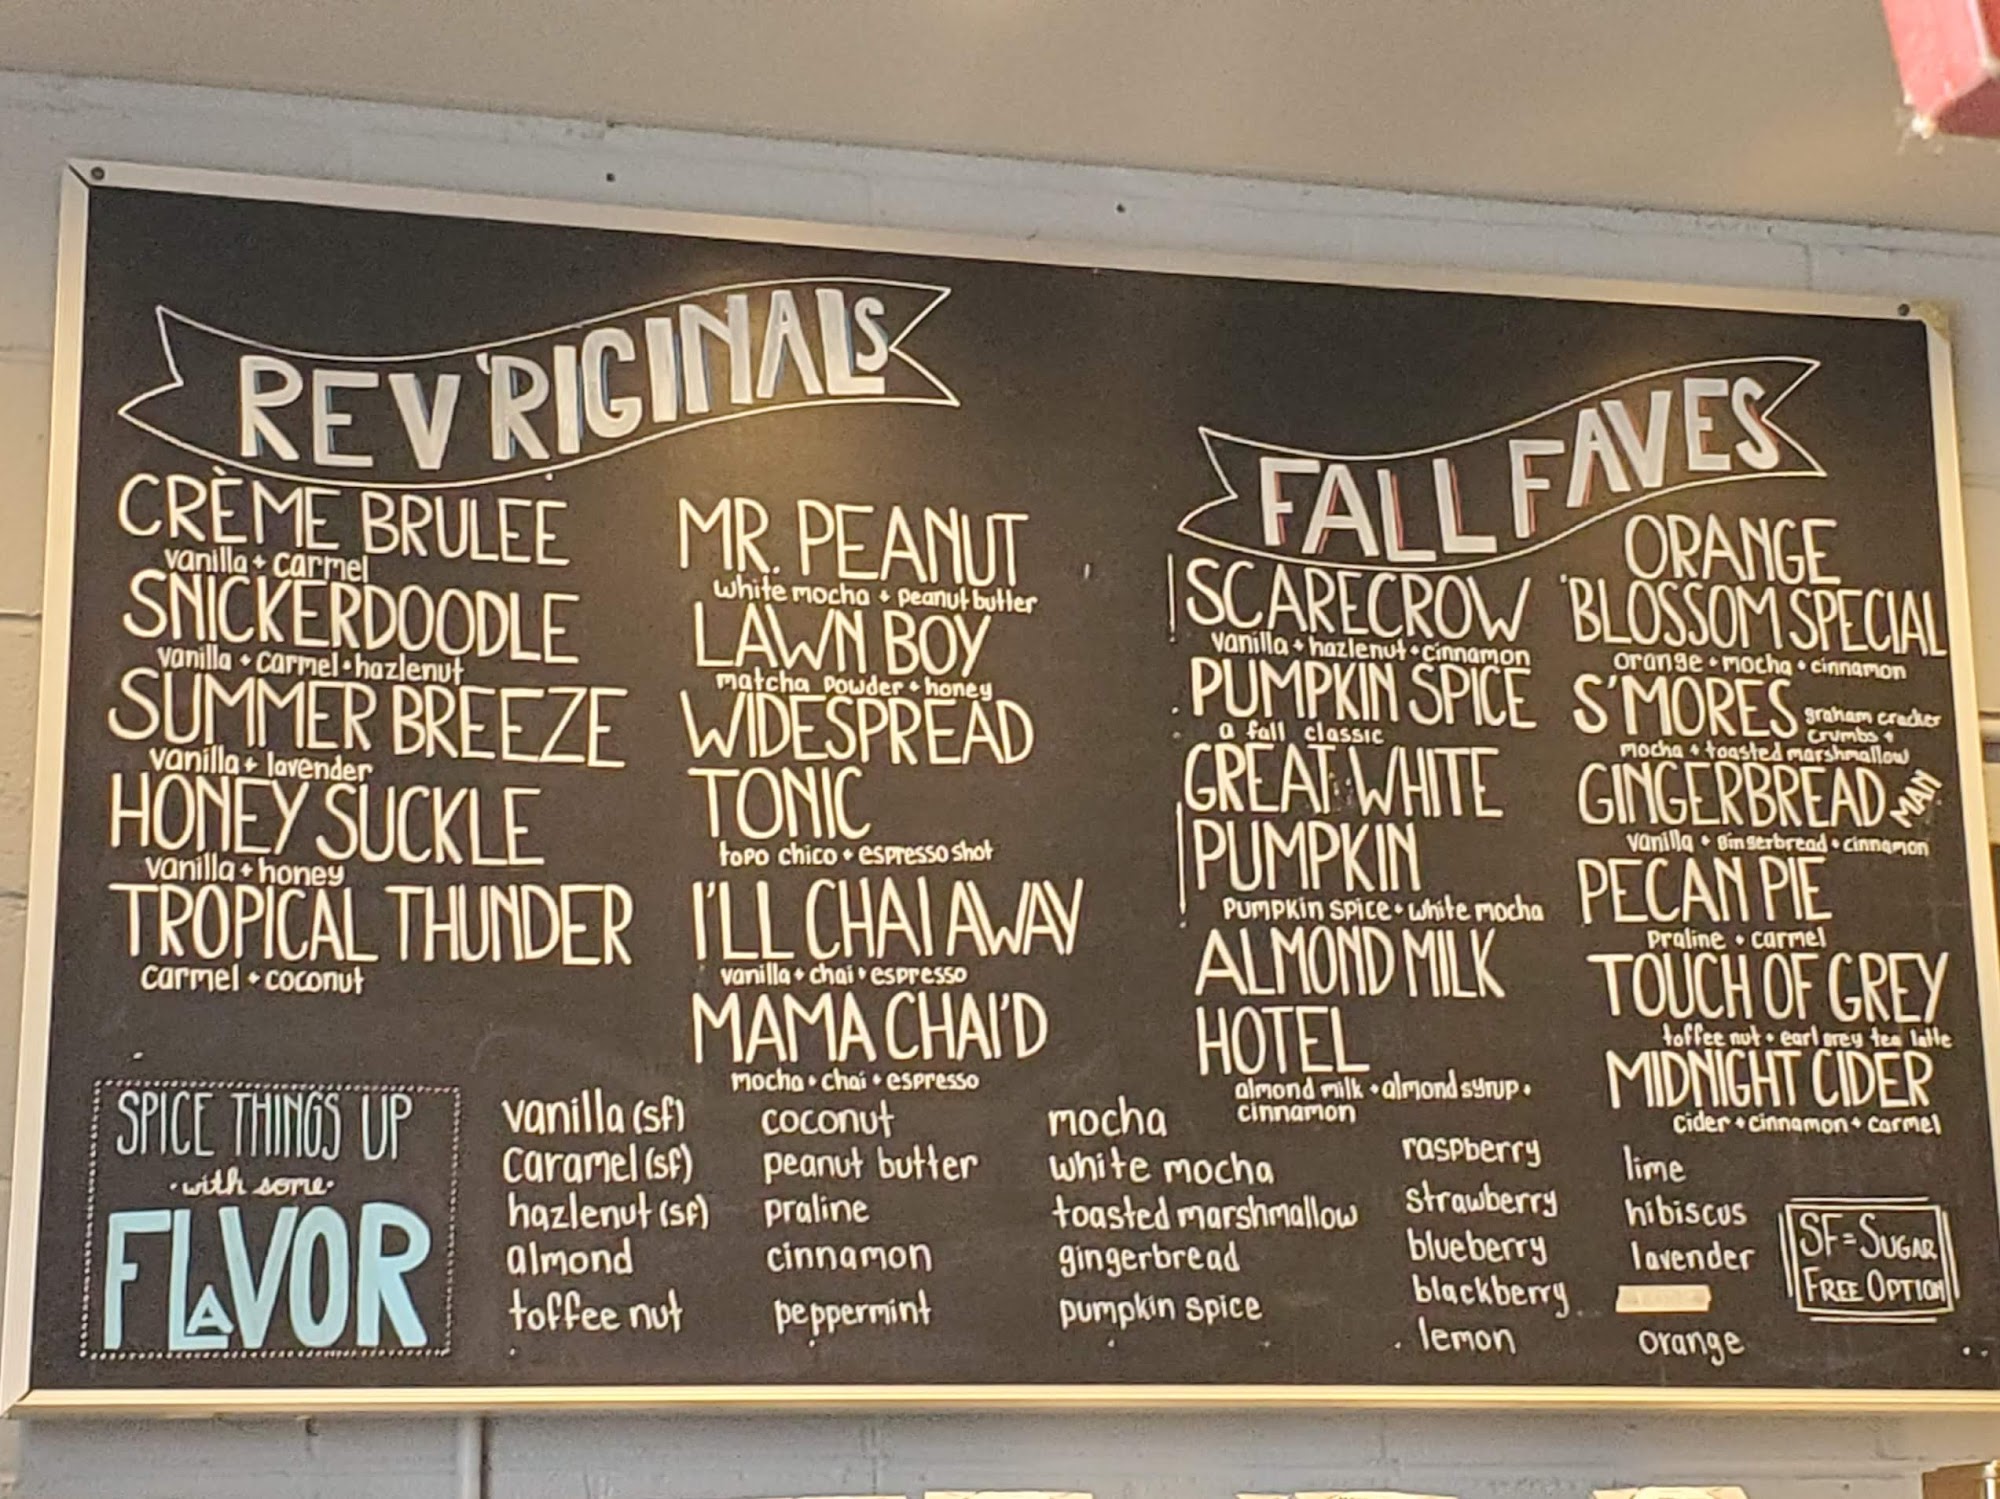 REV'RIGINALS
CRÈME BRULEE
vanilla + carmel
SNICKERDOODLE
vanilla + carmel + hazlenut
SUMMER BREEZE
vanilla + lavender
HONEY SUCKLE
vanilla + honey
TROPICAL THUNDER
carmel + coconut
MR. PEANUT
white mocha + peanut butter
LAWN BOY
matcha powder + honey
WIDESPREAD
TONIC
topo chico + espresso shot
I'LL CHAI AWAY
vanilla + chai + espresso
MAMA CHAI'D
mocha + chai + espresso
FALL FAVES
SCARECROW
vanilla + hazlenut + cinnamon
PUMPKIN SPICE
a fall classic
GREAT WHITE
PUMPKIN
pumpkin spice + white mocha
ALMOND MILK
HOTEL
almond milk + almond syrup +
cinnamon
ORANGE
BLOSSOM SPECIAL
orange + mocha + cinnamon
S'MORES graham cracker
crumbs +
mocha + toasted marshmallow
GINGERBREAD MAN
vanilla + gingerbread + cinnamon
PECAN PIE
praline + carmel
TOUCH OF GREY
toffee nut + earl grey tea latte
MIDNIGHT CIDER
cider + cinnamon + carmel
SPICE THINGS UP
·with some·
FLAVOR
vanilla (sf)
caramel (sf)
hazlenut (sf)
almond
toffee nut
coconut
peanut butter
praline
cinnamon
peppermint
mocha
white mocha
toasted marshmallow
gingerbread
pumpkin spice
raspberry
strawberry
blueberry
blackberry
lemon
lime
hibiscus
lavender
orange
SF = SUGAR
FREE OPTION